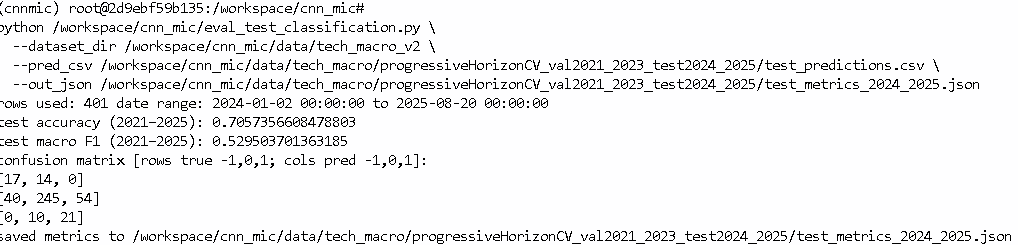 (cnnmic) root@2d9ebf59b135:/workspace/cnn_mic#
python /workspace/cnn_mic/eval_test_classification.py \
--dataset_dir /workspace/cnn_mic/data/tech_macro_v2 \
--pred_csv /workspace/cnn_mic/data/tech_macro/progressiveHorizonCV_val2021_2023_test2024_2025/test_predictions.csv \
--out_json /workspace/cnn_mic/data/tech_macro/progressiveHorizonCV_val2021_2023_test2024_2025/test_metrics_2024_2025.json
rows used: 401 date range: 2024-01-02 00:00:00 to 2025-08-20 00:00:00
test accuracy (2021–2025): 0.7057356608478803
test macro F1 (2021–2025): 0.529503701363185
confusion matrix [rows true -1,0,1; cols pred -1,0,1]:
[17, 14, 0]
[40, 245, 54]
[0, 10, 21]
saved metrics to /workspace/cnn_mic/data/tech_macro/progressiveHorizonCV_val2021_2023_test2024_2025/test_metrics_2024_2025.json